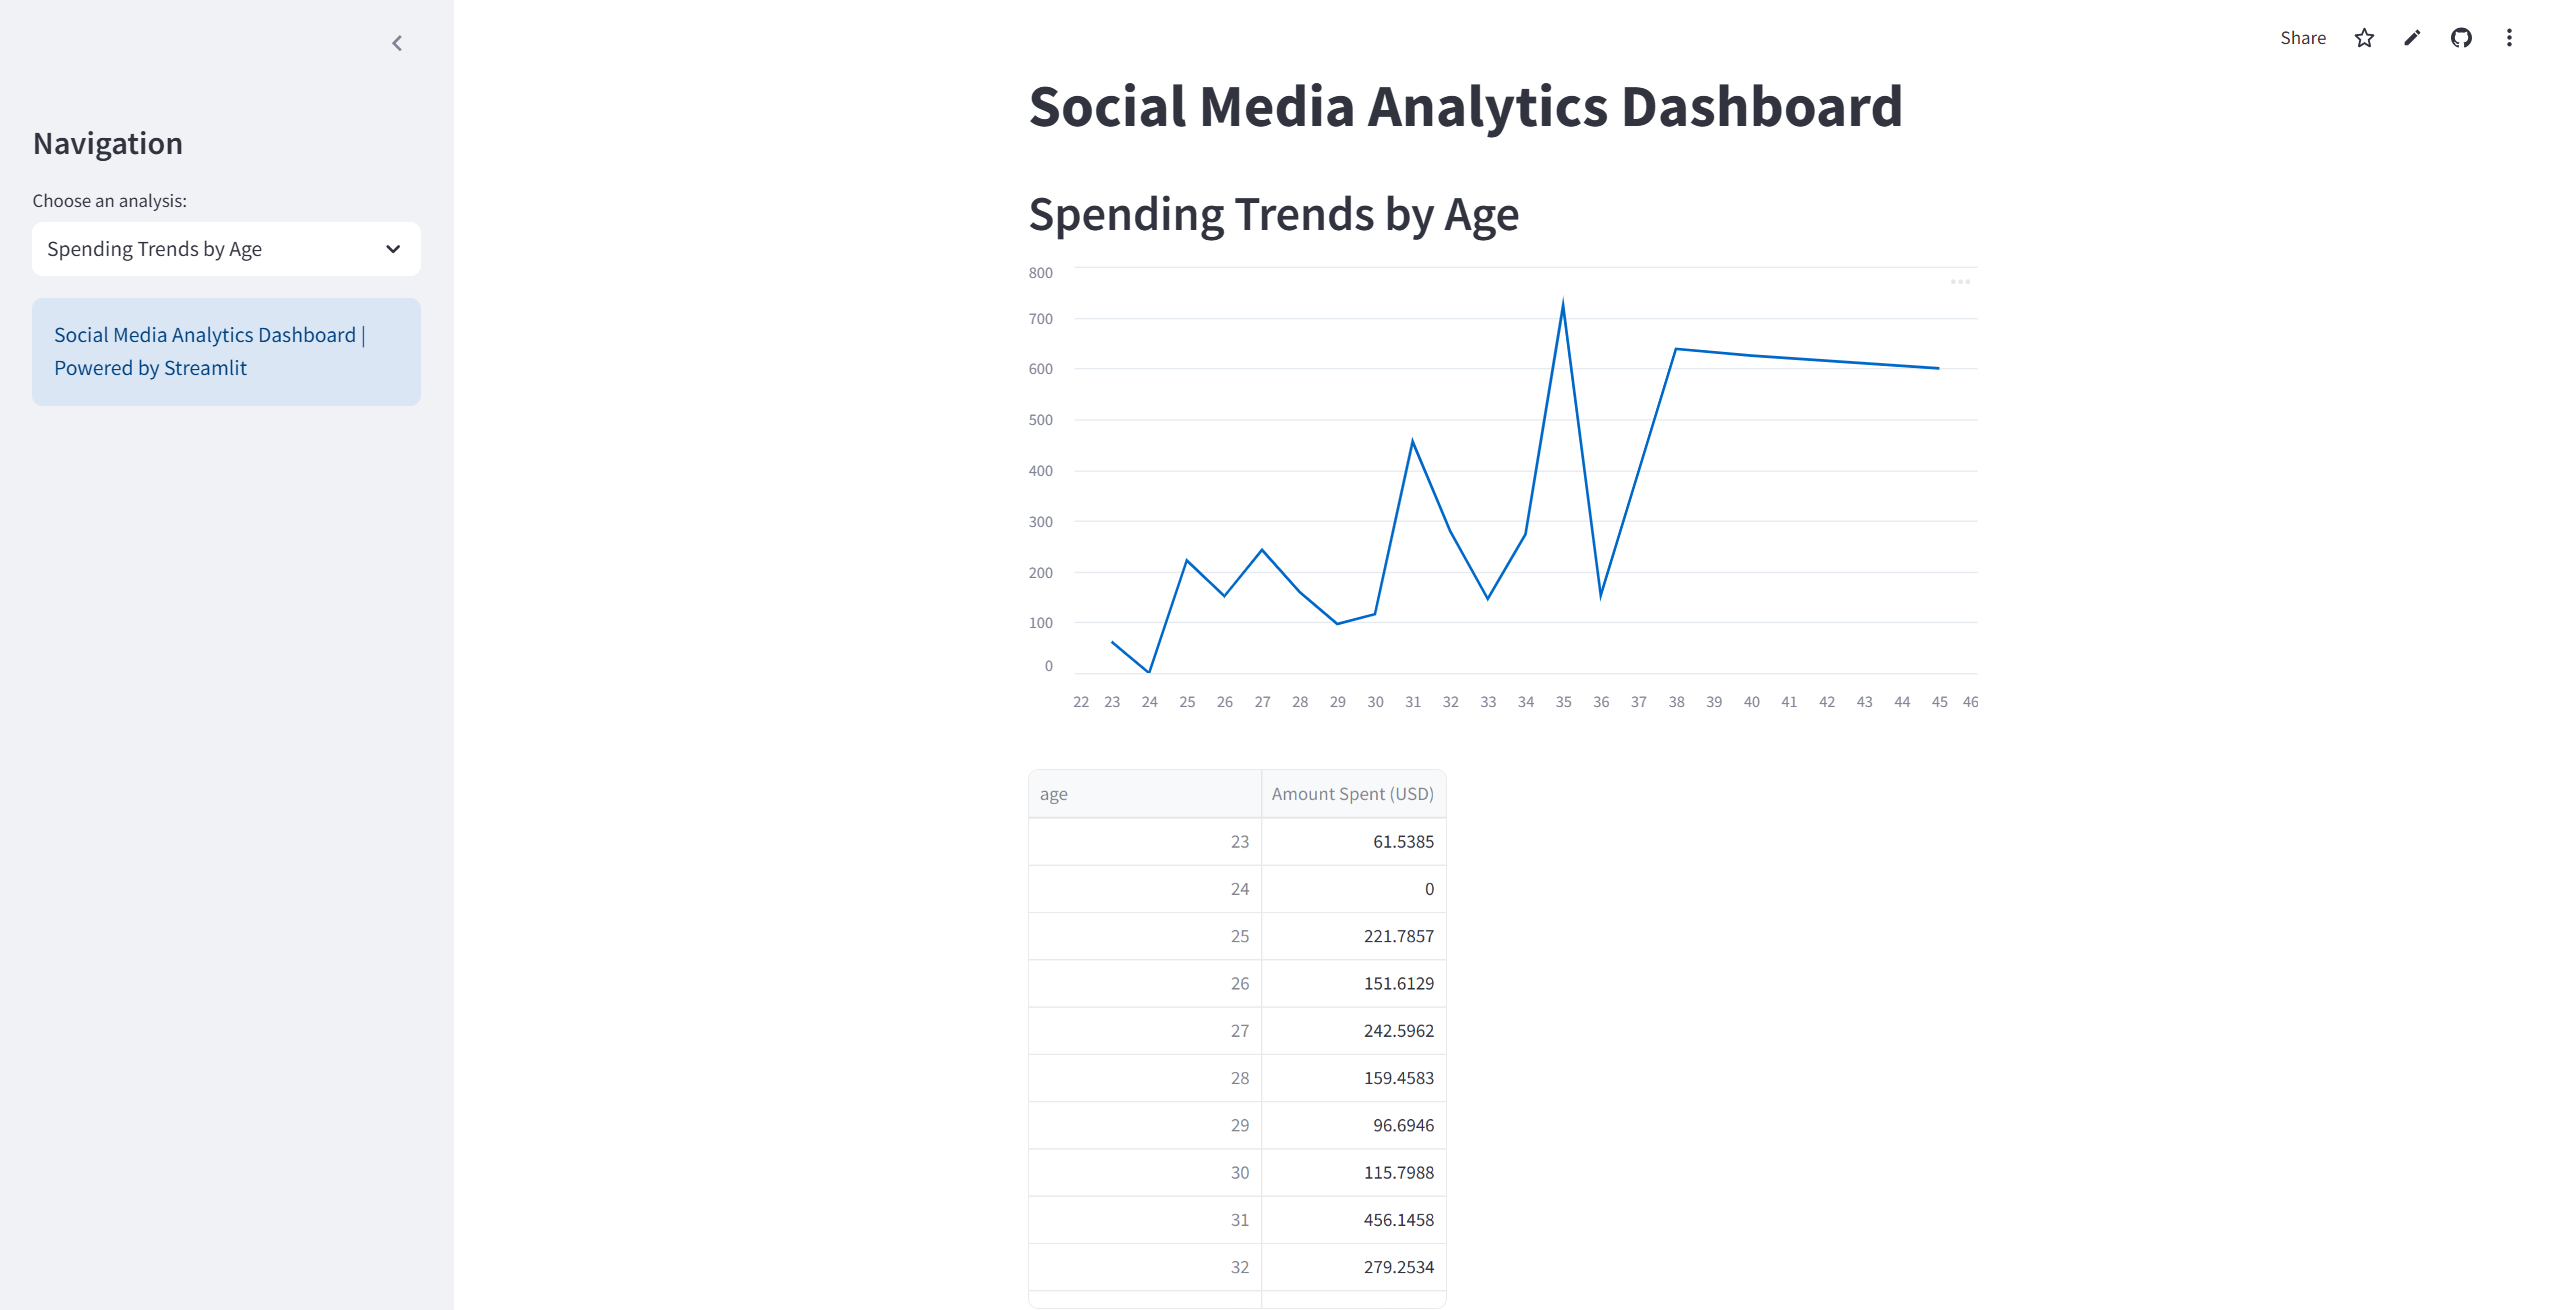 Share
Navigation
Choose an analysis:
Spending Trends by Age
Social Media Analytics Dashboard |
Powered by Streamlit
Social Media Analytics Dashboard
Spending Trends by Age
800
700
600
500
400
300
200
100
0
22 23 24 25 26 27 28 29 30 31 32 33 34 35 36 37 38 39 40 41 42 43 44 45 46
age Amount Spent (USD)
23 61.5385
24 0
25 221.7857
26 151.6129
27 242.5962
28 159.4583
29 96.6946
30 115.7988
31 456.1458
32 279.2534